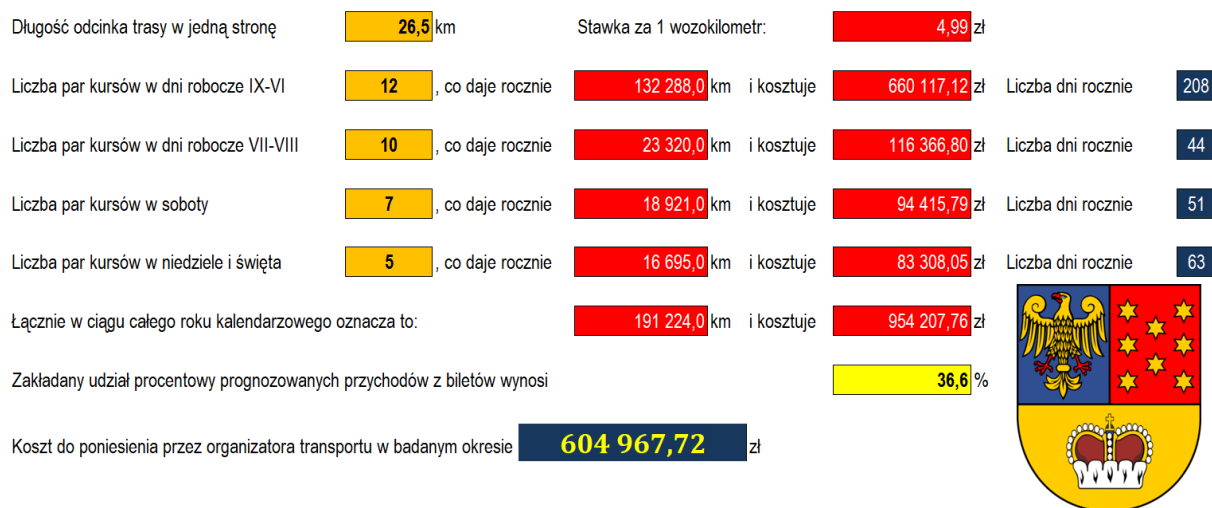 Długość odcinka trasy w jedną stronę 26,5 km Stawka za 1 wozokilometr: 4,99 zł
Liczba par kursów w dni robocze IX-VI 12 , co daje rocznie 132 288,0 km i kosztuje 660 117,12 zł Liczba dni rocznie 208
Liczba par kursów w dni robocze VII-VIII 10 , co daje rocznie 23 320,0 km i kosztuje 116 366,80 zł Liczba dni rocznie 44
Liczba par kursów w soboty 7 , co daje rocznie 18 921,0 km i kosztuje 94 415,79 zł Liczba dni rocznie 51
Liczba par kursów w niedziele i święta 5 , co daje rocznie 16 695,0 km i kosztuje 83 308,05 zł Liczba dni rocznie 63
Łącznie w ciągu całego roku kalendarzowego oznacza to: 191 224,0 km i kosztuje 954 207,76 zł
Zakładany udział procentowy prognozowanych przychodów z biletów wynosi 36,6 %
Koszt do poniesienia przez organizatora transportu w badanym okresie 604 967,72 zł